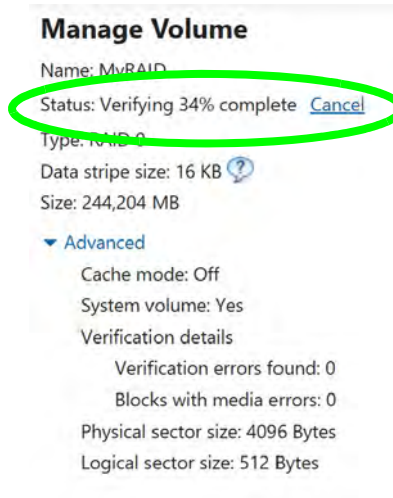 Manage Volume
Name: MyRAID
Status: Verifying 34% complete Cancel
Type: RAID 0
Data stripe size: 16 KB ?
Size: 244,204 MB
Advanced
Cache mode: Off
System volume: Yes
Verification details
Verification errors found: 0
Blocks with media errors: 0
Physical sector size: 4096 Bytes
Logical sector size: 512 Bytes